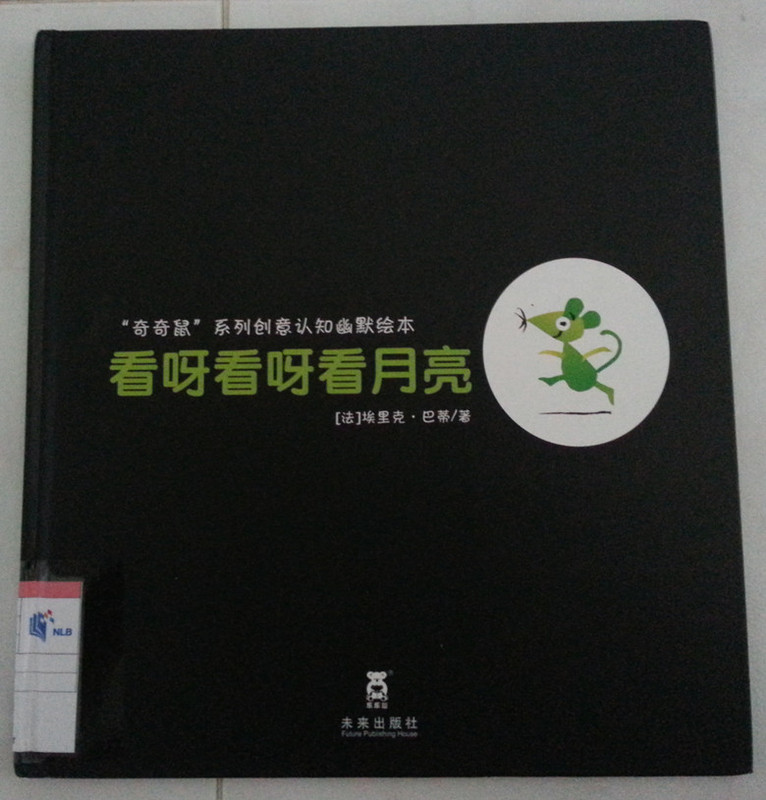 “奇奇鼠”系列创意认知幽默绘本
看呀看呀看月亮
[法]埃里克·巴蒂/著
NLB
未来出版社
Future Publishing House